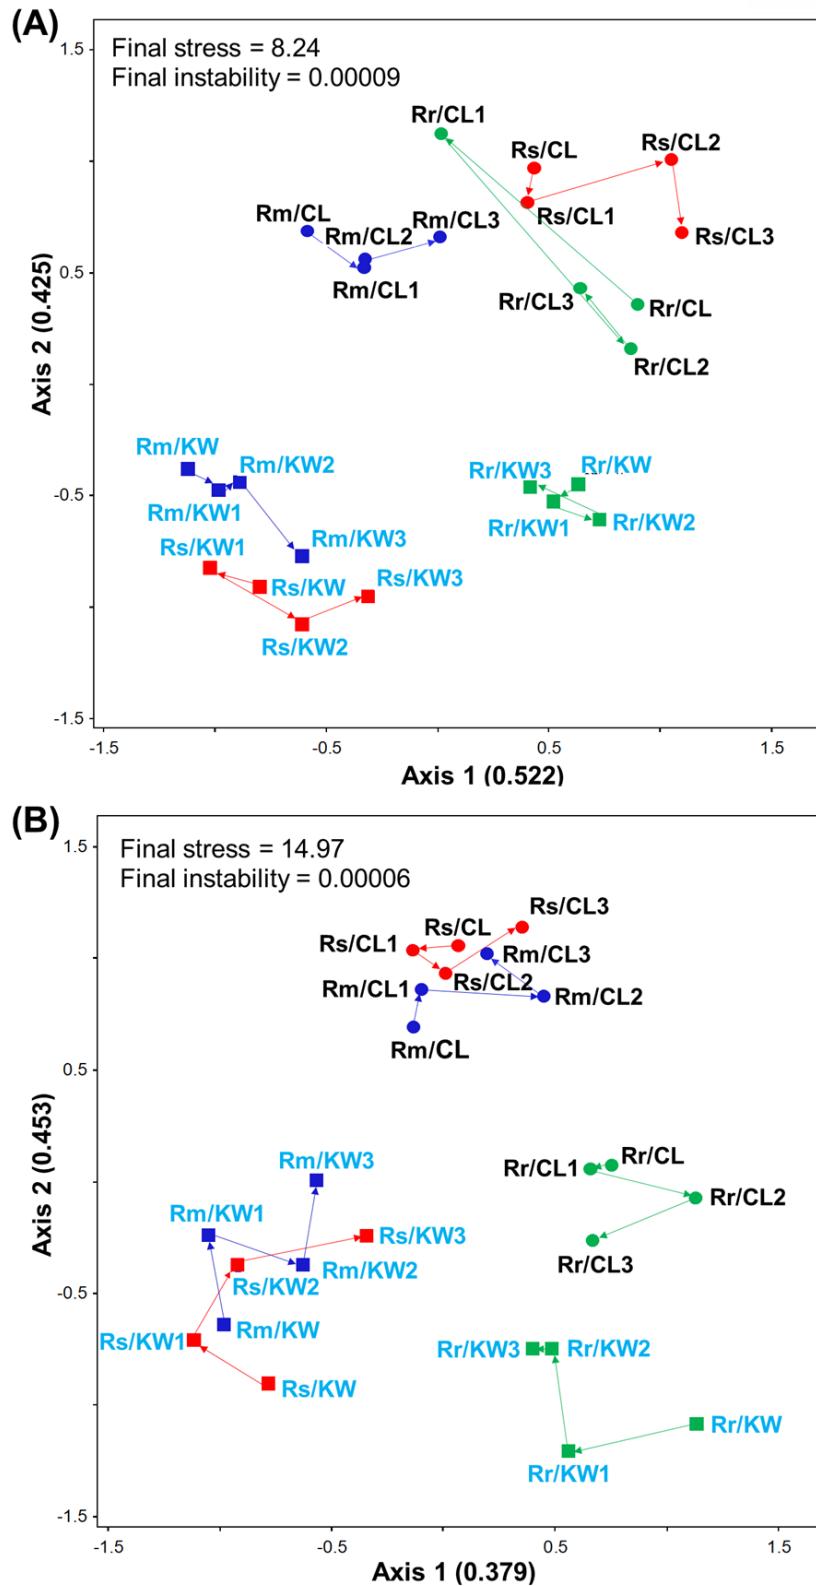 (A)
Final stress = 8.24
Final instability = 0.00009
1.5
Rr/CL1
Rs/CL
Rs/CL2
Rm/CL
Rm/CL2
Rm/CL3
Rs/CL1
Rs/CL3
Rm/CL1
0.5
Rr/CL3
Rr/CL
Rr/CL2
Axis 2 (0.425)
Rm/KW
Rm/KW2
Rr/KW3
Rr/KW
-0.5
Rm/KW1
Rr/KW1
Rr/KW2
Rs/KW1
Rm/KW3
Rs/KW
Rs/KW3
Rs/KW2
-1.5
-1.5
-0.5
0.5
1.5
Axis 1 (0.522)
(B)
Final stress = 14.97
Final instability = 0.00006
1.5
Rs/CL3
Rs/CL1
Rs/CL
Rm/CL3
Rm/CL1
Rs/CL2
Rm/CL2
Rm/CL
0.5
Axis 2 (0.453)
Rm/KW3
Rr/CL1
Rr/CL
Rr/CL2
Rm/KW1
Rs/KW3
Rr/CL3
Rs/KW2
Rm/KW2
-0.5
Rs/KW1
Rm/KW
Rr/KW3
Rr/KW2
Rs/KW
Rr/KW
Rr/KW1
-1.5
-1.5
-0.5
0.5
1.5
Axis 1 (0.379)